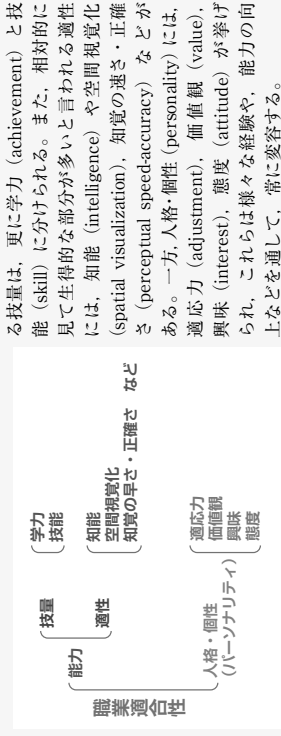 る技量は，更に学力（achievement）と技
能（skill）に分けられる。また，相対的に
見て生得的な部分が多いと言われる適性
には，知能（intelligence）や空間視覚化
（spatial visualization），知覚の速さ・正確
さ（perceptual speed-accuracy）などが
ある。一方，人格・個性（personality）には，
適応力（adjustment），価値観（value），
興味（interest），態度（attitude）が挙げ
られ，これらは様々な経験や，能力の向
上などを通して，常に変容する。
職業適合性
能力
技量
学力
技能
適性
知能
空間視覚化
知覚の早さ・正確さ　など
人格・個性
（パーソナリティ）
適応力
価値観
興味
態度